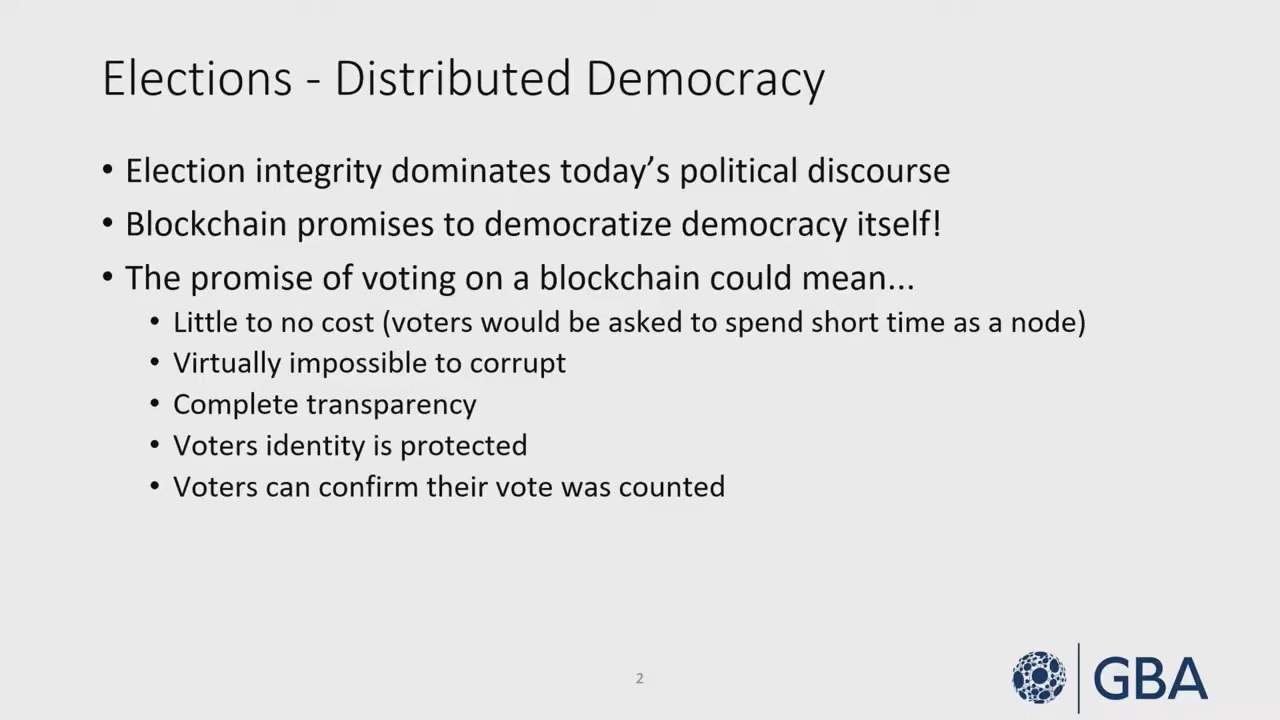 Elections - Distributed Democracy
• Election integrity dominates today’s political discourse
• Blockchain promises to democratize democracy itself!
• The promise of voting on a blockchain could mean...
• Little to no cost (voters would be asked to spend short time as a node)
• Virtually impossible to corrupt
• Complete transparency
• Voters identity is protected
• Voters can confirm their vote was counted
2
GBA